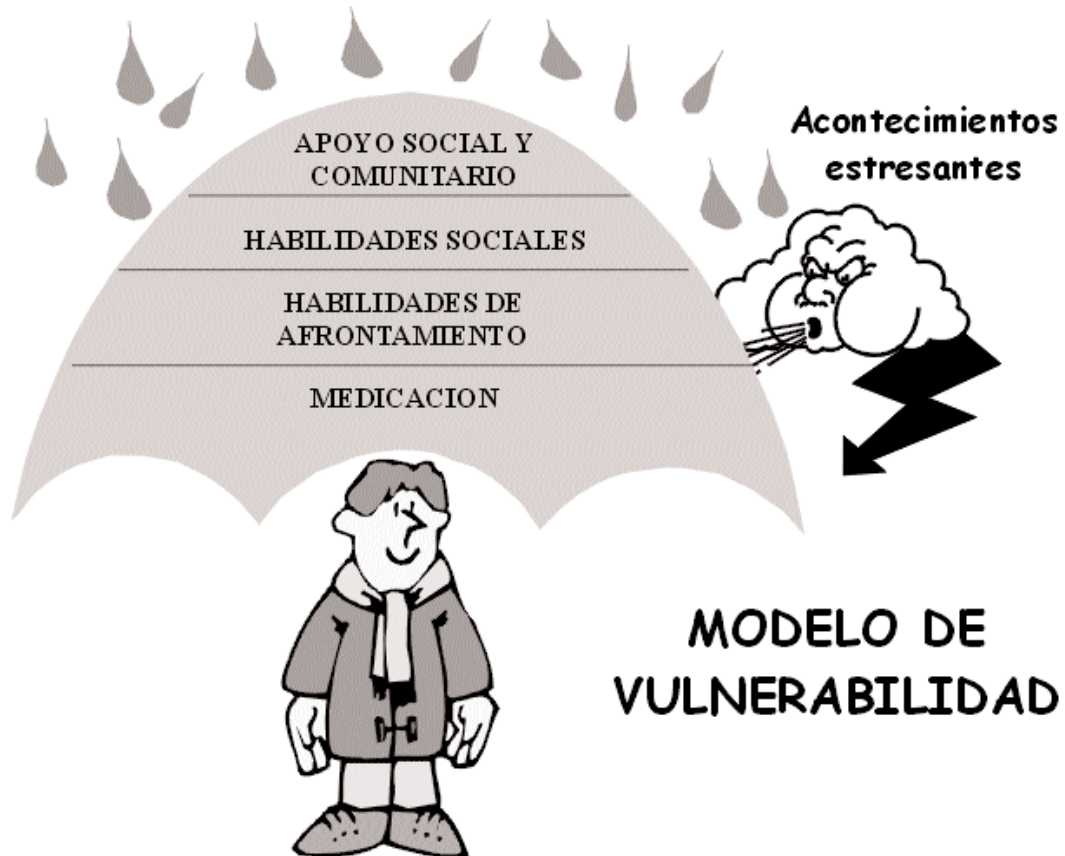 APOYO SOCIAL Y
COMUNITARIO
HABILIDADES SOCIALES
HABILIDADES DE
AFRONTAMIENTO
MEDICACION
Acontecimientos
estresantes
MODELO DE
VULNERABILIDAD